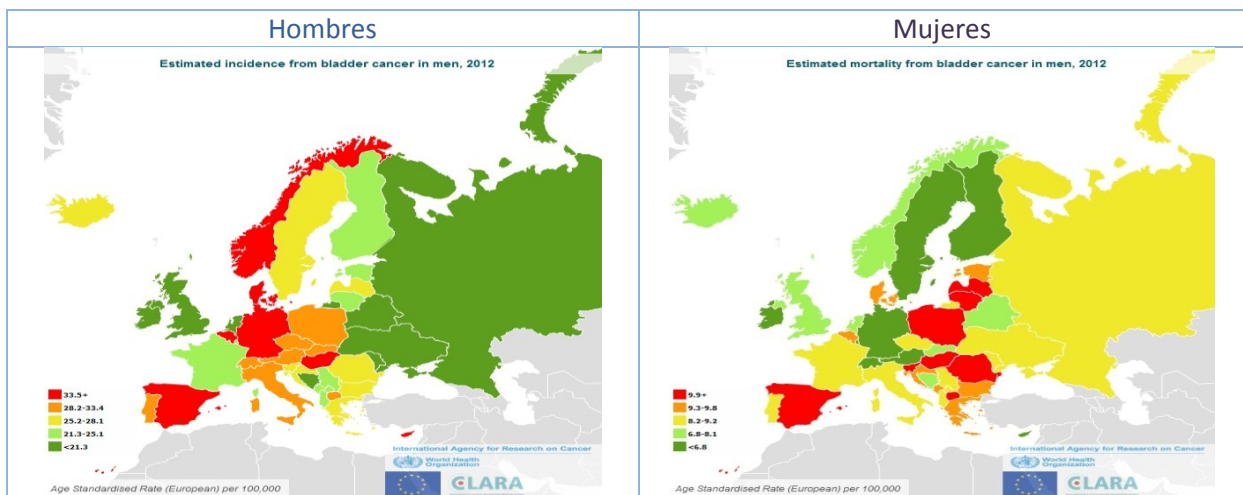 Hombres
Mujeres
Estimated incidence from bladder cancer in men, 2012
33.5+
28.2-33.4
25.2-28.1
21.3-25.1
<21.3
International Agency for Research on Cancer
World Health
Organization
CLARA
Age Standardised Rate (European) per 100,000
Estimated mortality from bladder cancer in men, 2012
9.9+
9.3-9.8
8.2-9.2
6.8-8.1
<6.8
International Agency for Research on Cancer
World Health
Organization
CLARA
Age Standardised Rate (European) per 100,000